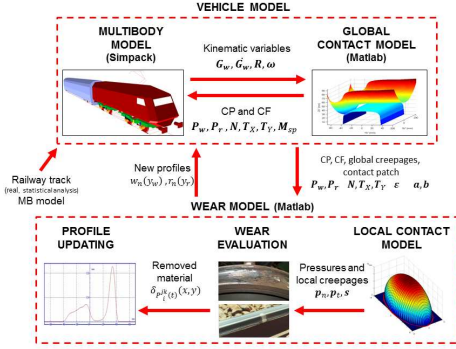 VEHICLE MODEL
MULTIBODY
MODEL
(Simpack)
Kinematic variables
G_w, Ġ_w, R, ω
GLOBAL
CONTACT MODEL
(Matlab)
CP and CF
P_w, P_r, N, T_X, T_Y, M_sp
Railway track
(real, statistical analysis)
MB model
New profiles
w_n(y_w) ,r_n(y_r)
CP, CF, global creepages,
contact patch
P_w, P_r N, T_X, T_Y ε a, b
WEAR MODEL (Matlab)
PROFILE
UPDATING
Removed
material
WEAR
EVALUATION
Pressures and
local creepages
p_n, p_t, s
LOCAL CONTACT
MODEL